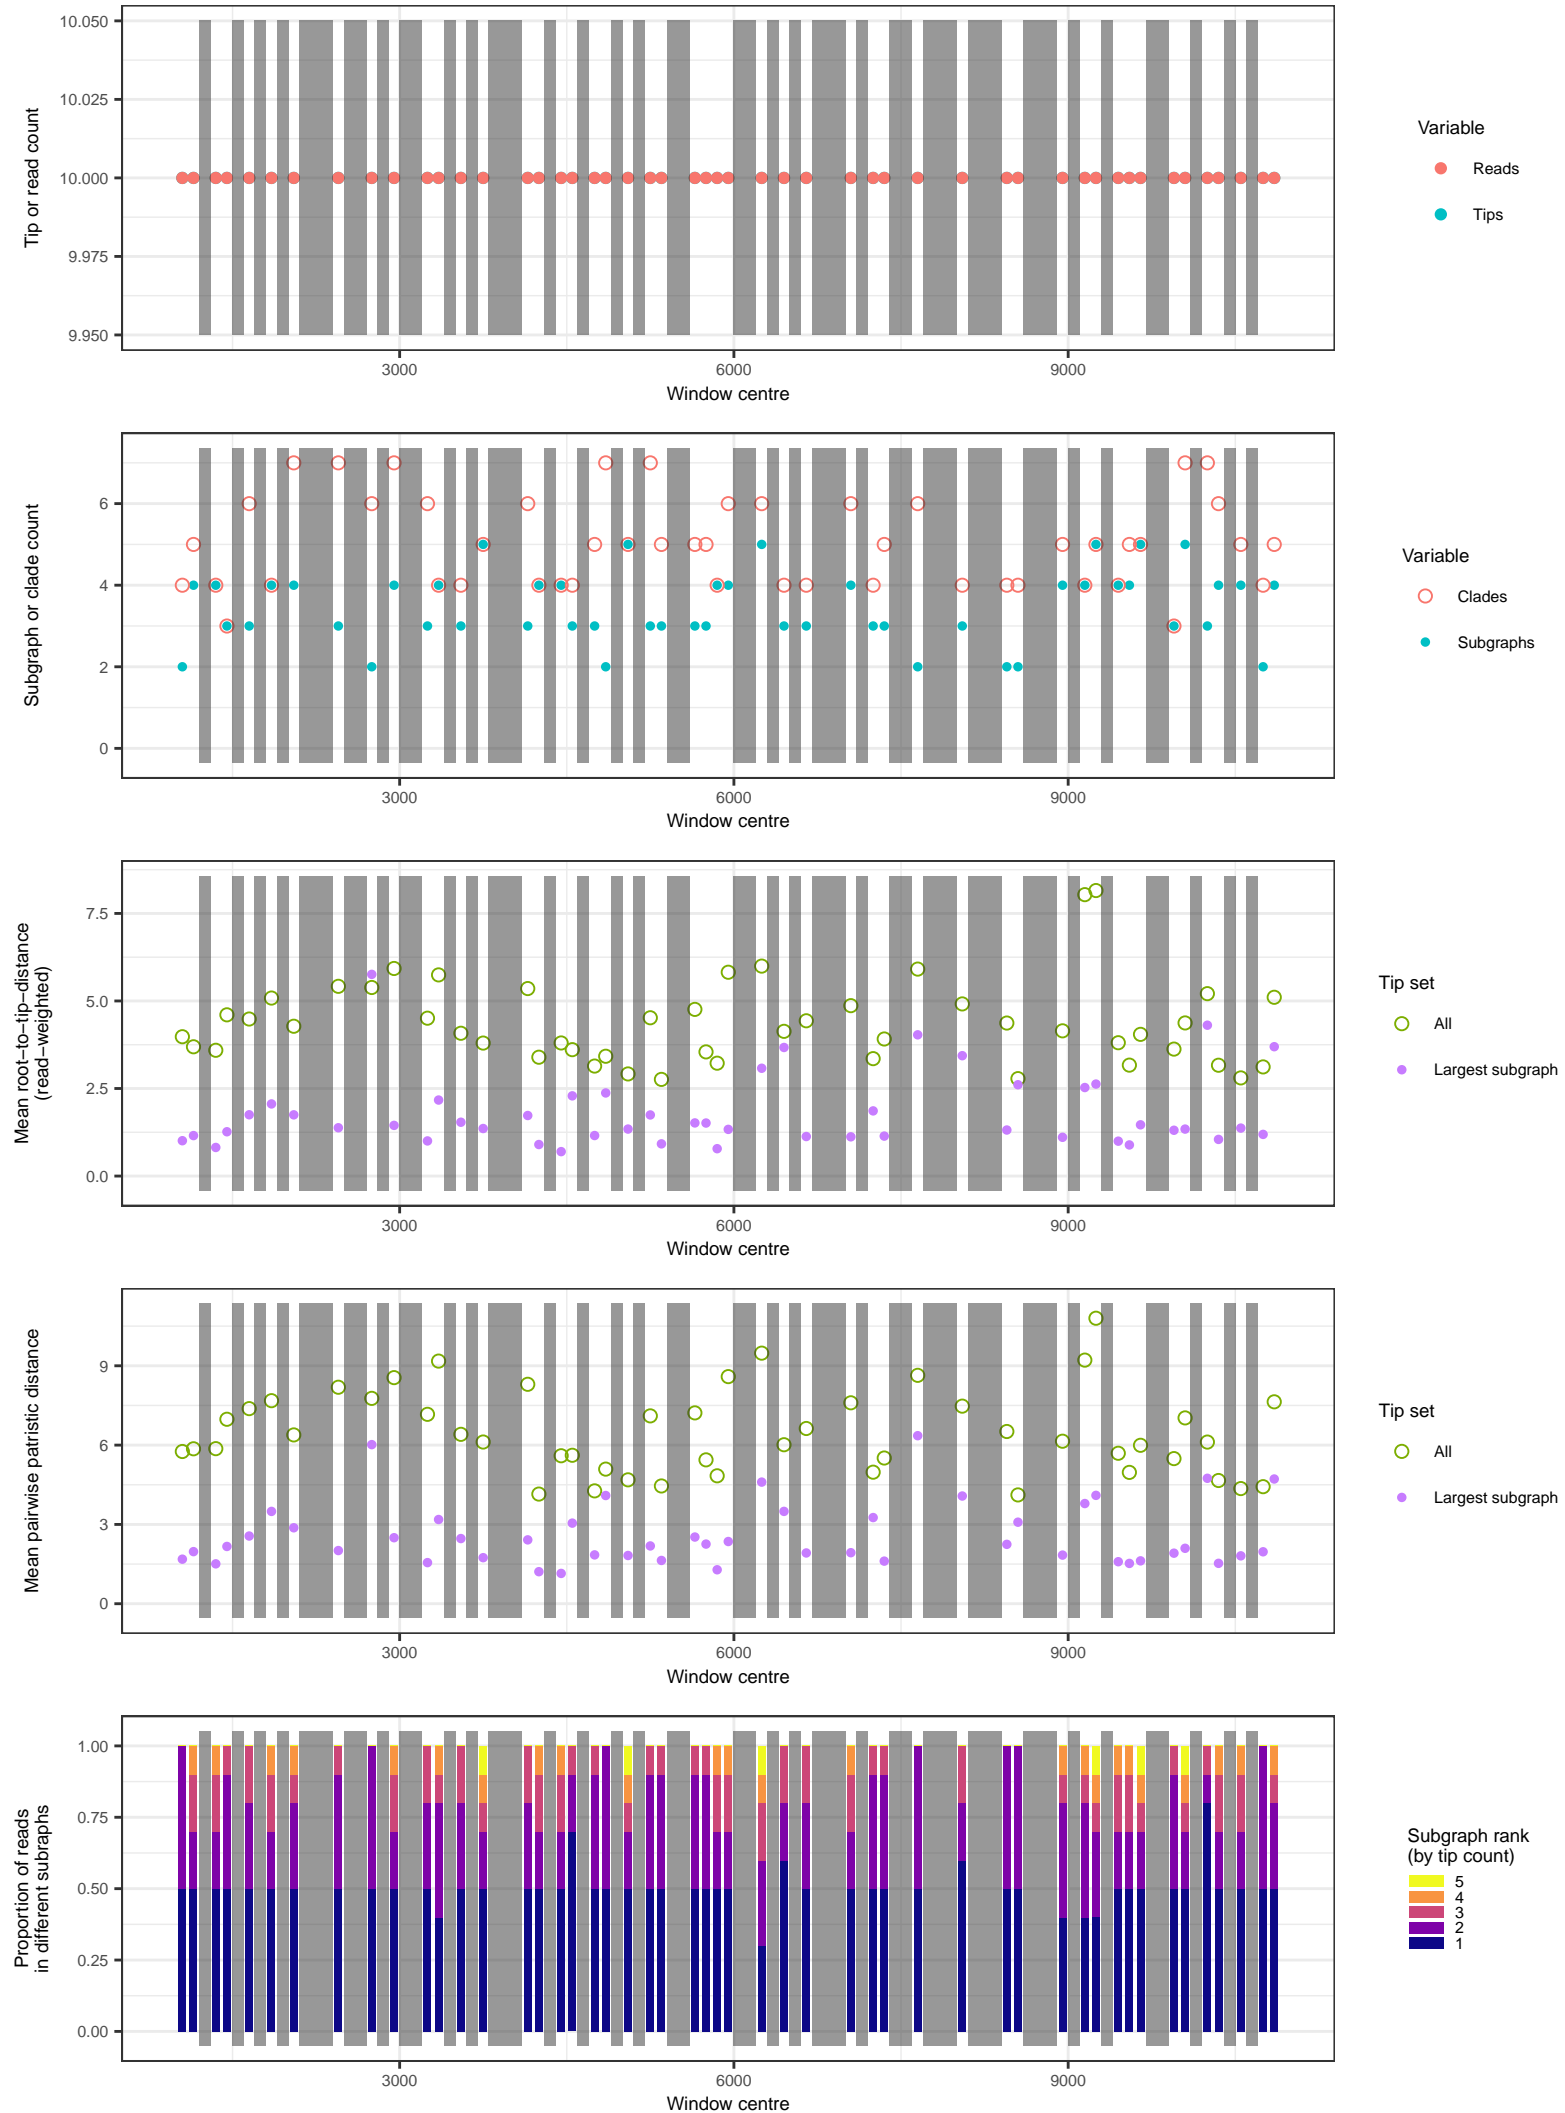 10.050
10.025
10.000
9.975
9.950
Tip or read count
3000
6000
9000
Window centre
Variable
Reads
Tips
6
4
2
0
Subgraph or clade count
3000
6000
9000
Window centre
Variable
Clades
Subgraphs
7.5
5.0
2.5
0.0
Mean root−to−tip−distance
(read−weighted)
3000
6000
9000
Window centre
Tip set
All
Largest subgraph
9
6
3
0
Mean pairwise patristic distance
3000
6000
9000
Window centre
Tip set
All
Largest subgraph
1.00
0.75
0.50
0.25
0.00
Proportion of reads
in different subraphs
3000
6000
9000
Window centre
Subgraph rank
(by tip count)
5
4
3
2
1